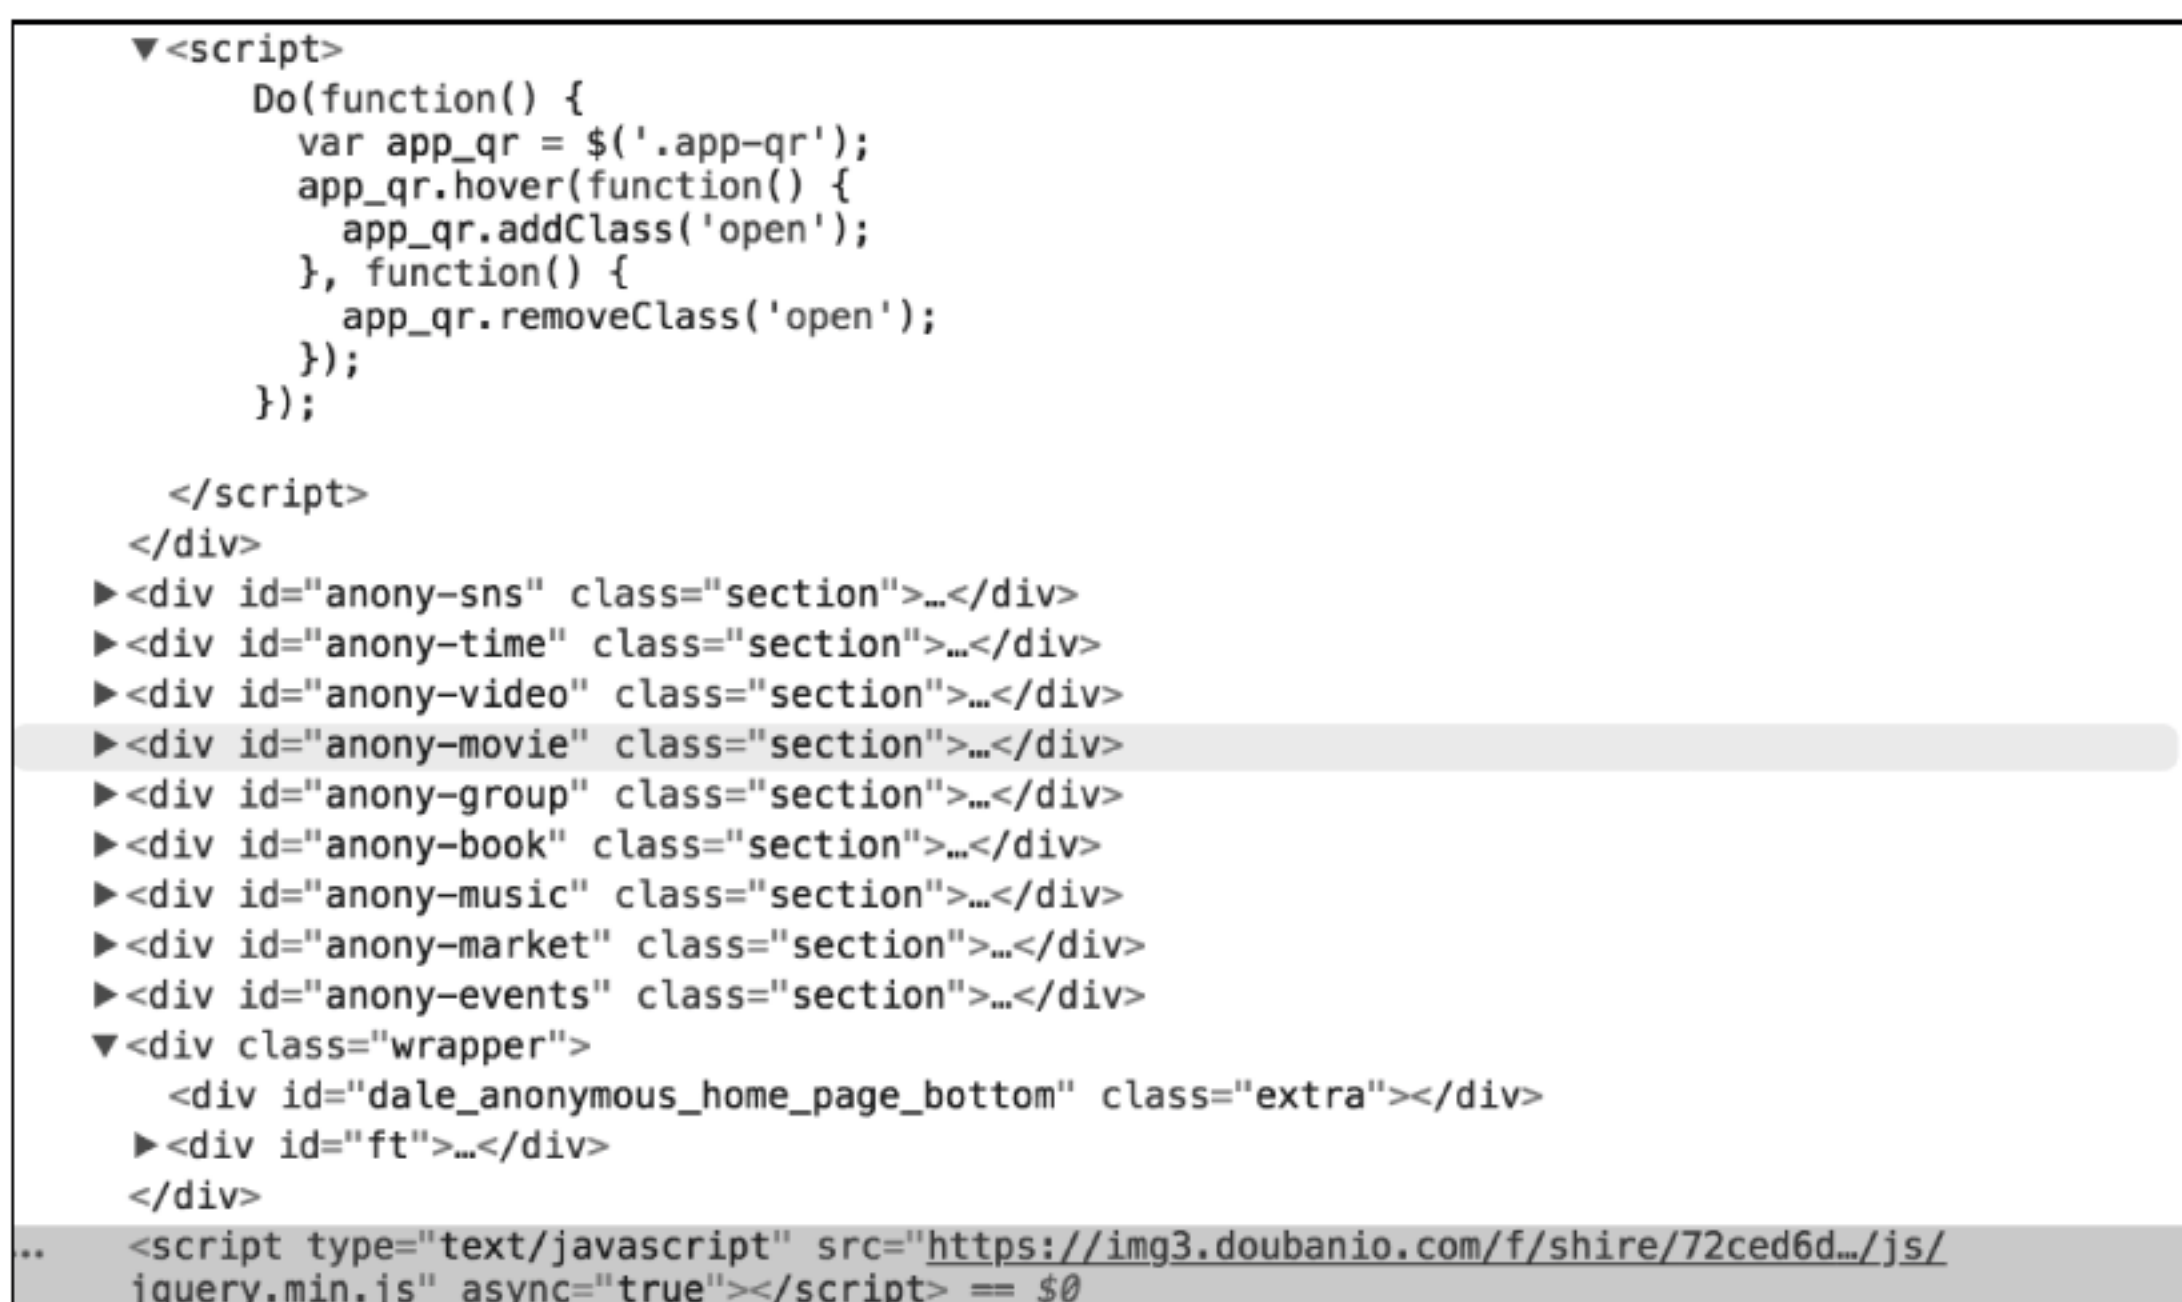 ▼<script>
Do(function() {
var app_qr = $('.app-qr');
app_qr.hover(function() {
app_qr.addClass('open');
}, function() {
app_qr.removeClass('open');
});
});
</script>
</div>
▶<div id="anony-sns" class="section">…</div>
▶<div id="anony-time" class="section">…</div>
▶<div id="anony-video" class="section">…</div>
▶<div id="anony-movie" class="section">…</div>
▶<div id="anony-group" class="section">…</div>
▶<div id="anony-book" class="section">…</div>
▶<div id="anony-music" class="section">…</div>
▶<div id="anony-market" class="section">…</div>
▶<div id="anony-events" class="section">…</div>
▼<div class="wrapper">
<div id="dale_anonymous_home_page_bottom" class="extra"></div>
▶<div id="ft">…</div>
</div>
… <script type="text/javascript" src="https://img3.doubanio.com/f/shire/72ced6d…/js/
jquery.min.js" async="true"></script> == $0